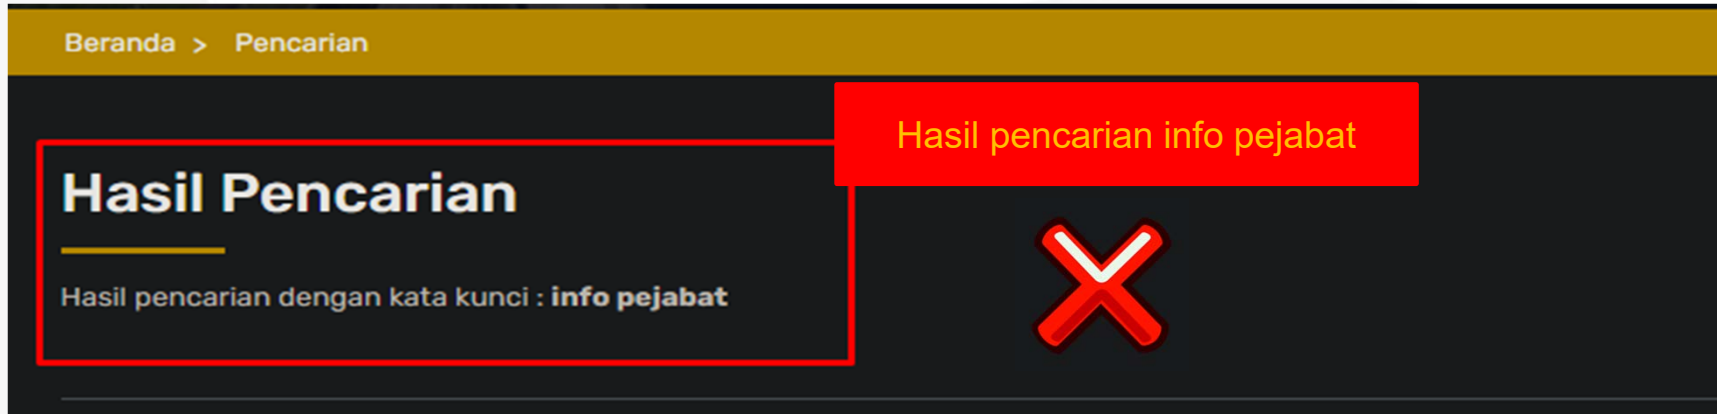 Beranda > Pencarian
Hasil pencarian info pejabat
Hasil Pencarian
Hasil pencarian dengan kata kunci : info pejabat